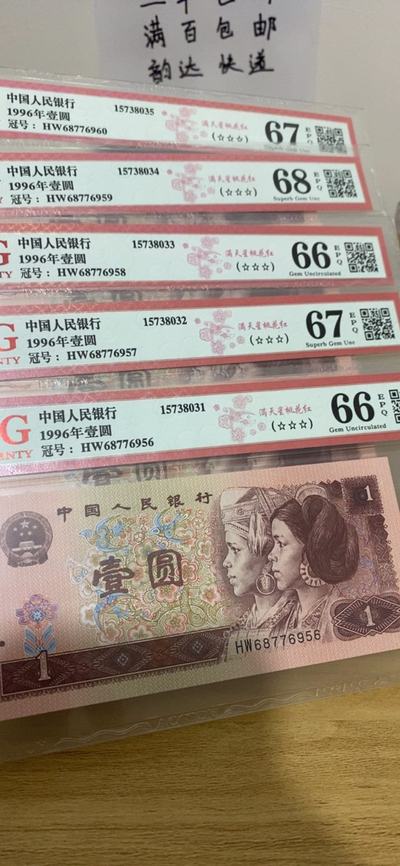 满百包邮
韵达快递
中国人民银行 15738035
1996年壹圆 满天星桃花红 67 EPQ
冠号：HW68776960 (☆☆☆) Superb Gem Unc
中国人民银行 15738034
1996年壹圆 满天星桃花红 68 EPQ
冠号：HW68776959 (☆☆☆) Superb Gem Unc
中国人民银行 15738033
G 1996年壹圆 满天星桃花红 66 EPQ
NTY 冠号：HW68776958 (☆☆☆) Gem Uncirculated
中国人民银行 15738032
G 1996年壹圆 满天星桃花红 67 EPQ
ANTY 冠号：HW68776957 (☆☆☆) Superb Gem Unc
中国人民银行 15738031
G 1996年壹圆 满天星桃花红 66 EPQ
ANTY 冠号：HW68776956 (☆☆☆) Gem Uncirculated
中国人民银行
1
壹圆
1
HW68776956
1